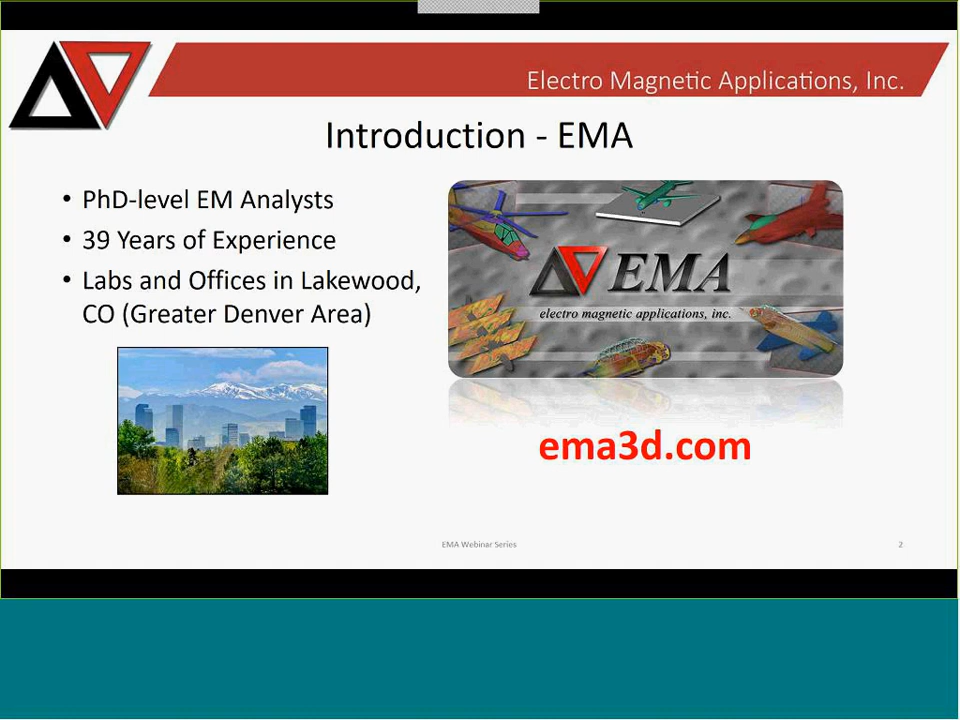 Electro Magnetic Applications, Inc.
Introduction - EMA
• PhD-level EM Analysts
• 39 Years of Experience
• Labs and Offices in Lakewood,
CO (Greater Denver Area)
EMA
electro magnetic applications, inc.
ema3d.com
EMA Webinar Series
2